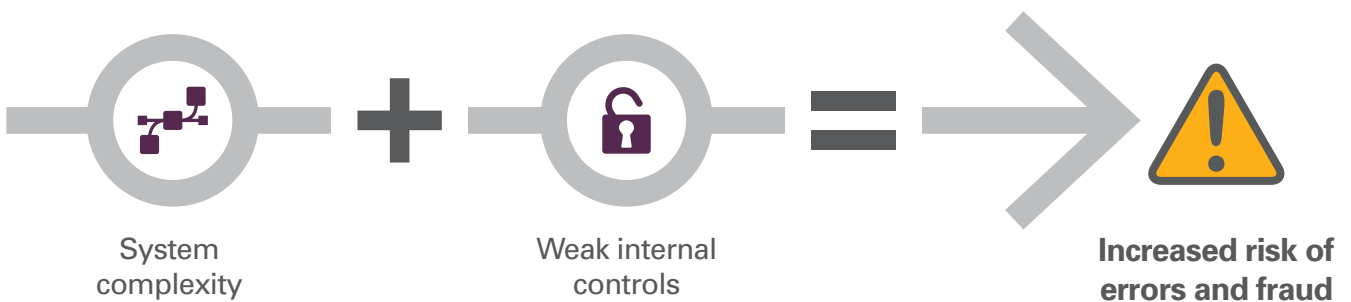 System
complexity
Weak internal
controls
Increased risk of
errors and fraud